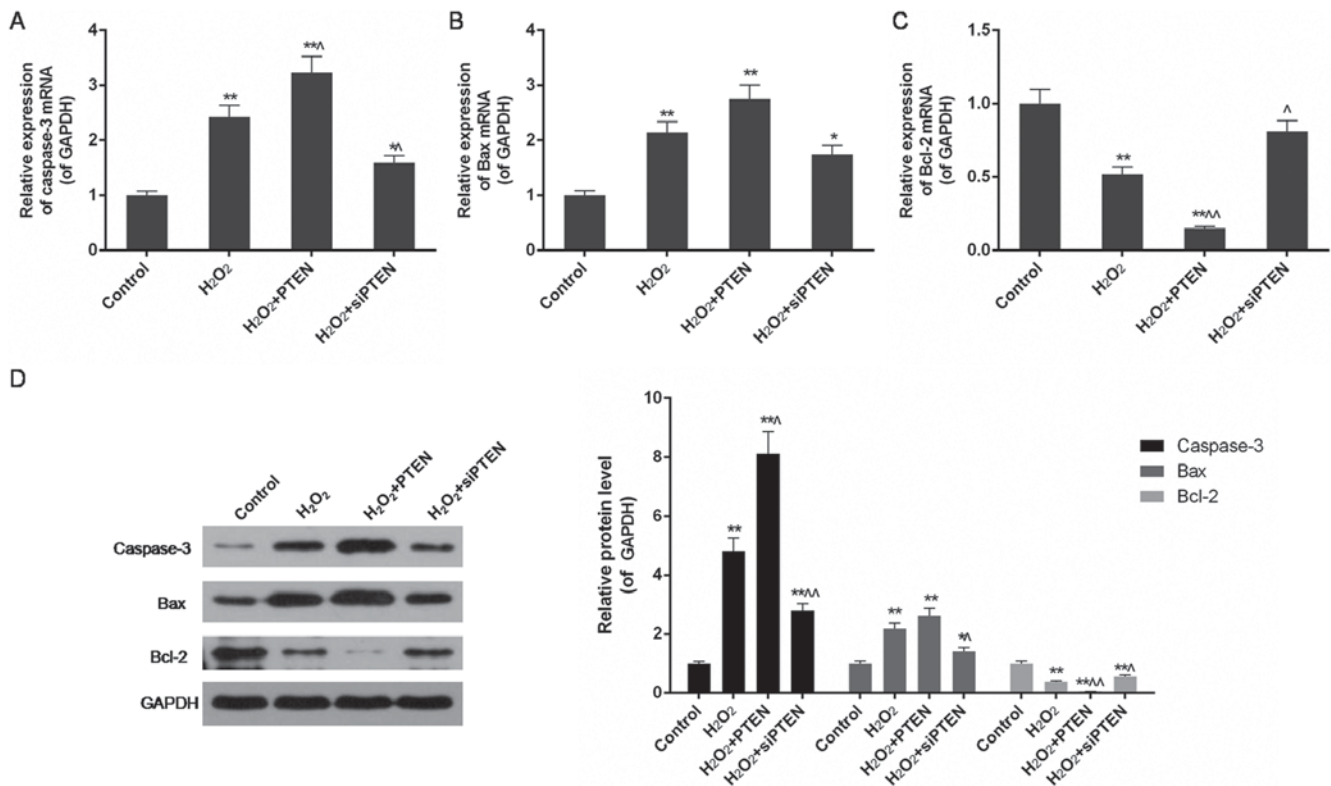 A
Relative expression
of caspase-3 mRNA
(of GAPDH)
4
3
2
1
0
**
**^
*^
Control
H₂O₂
H₂O₂+PTEN
H₂O₂+siPTEN
B
Relative expression
of Bax mRNA
(of GAPDH)
4
3
2
1
0
**
**
*
Control
H₂O₂
H₂O₂+PTEN
H₂O₂+siPTEN
C
Relative expression
of Bcl-2 mRNA
(of GAPDH)
1.5
1.0
0.5
0.0
**
**^^
^
Control
H₂O₂
H₂O₂+PTEN
H₂O₂+siPTEN
D
Control
H₂O₂
H₂O₂+PTEN
H₂O₂+siPTEN
Caspase-3
Bax
Bcl-2
GAPDH
Relative protein level
(of GAPDH)
10
8
6
4
2
0
**
**^
**^^
**
**
*^
**
**^^
**^
Control
H₂O₂
H₂O₂+PTEN
H₂O₂+siPTEN
Control
H₂O₂
H₂O₂+PTEN
H₂O₂+siPTEN
Control
H₂O₂
H₂O₂+PTEN
H₂O₂+siPTEN
Caspase-3
Bax
Bcl-2